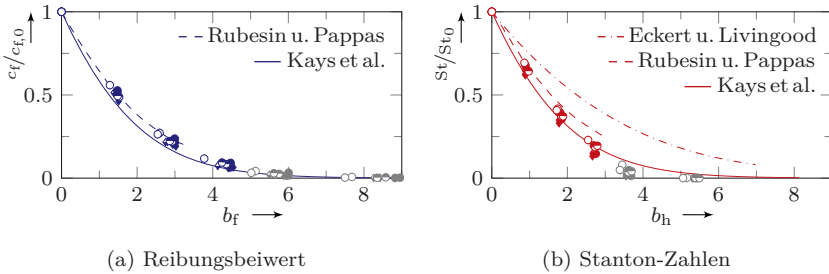 1
0.5
0
0 2 4 6 8
c_f/c_{f,0}
b_f
Rubesin u. Pappas
Kays et al.
(a) Reibungsbeiwert
1
0.5
0
0 2 4 6 8
St/St_0
b_h
Eckert u. Livingood
Rubesin u. Pappas
Kays et al.
(b) Stanton-Zahlen